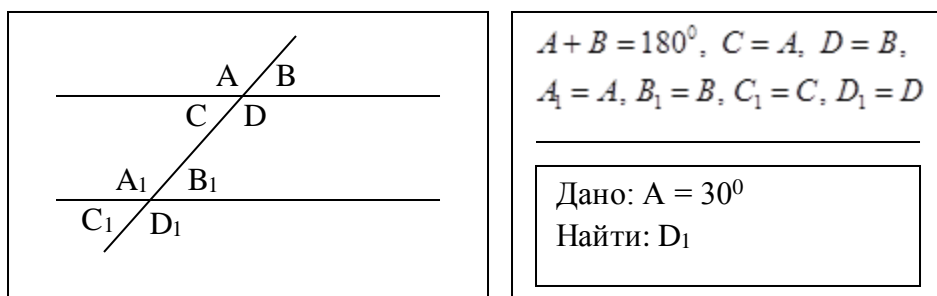 A B
C D
A₁ B₁
C₁ D₁
A + B = 180⁰, C = A, D = B,
A₁ = A, B₁ = B, C₁ = C, D₁ = D
Дано: A = 30⁰
Найти: D₁